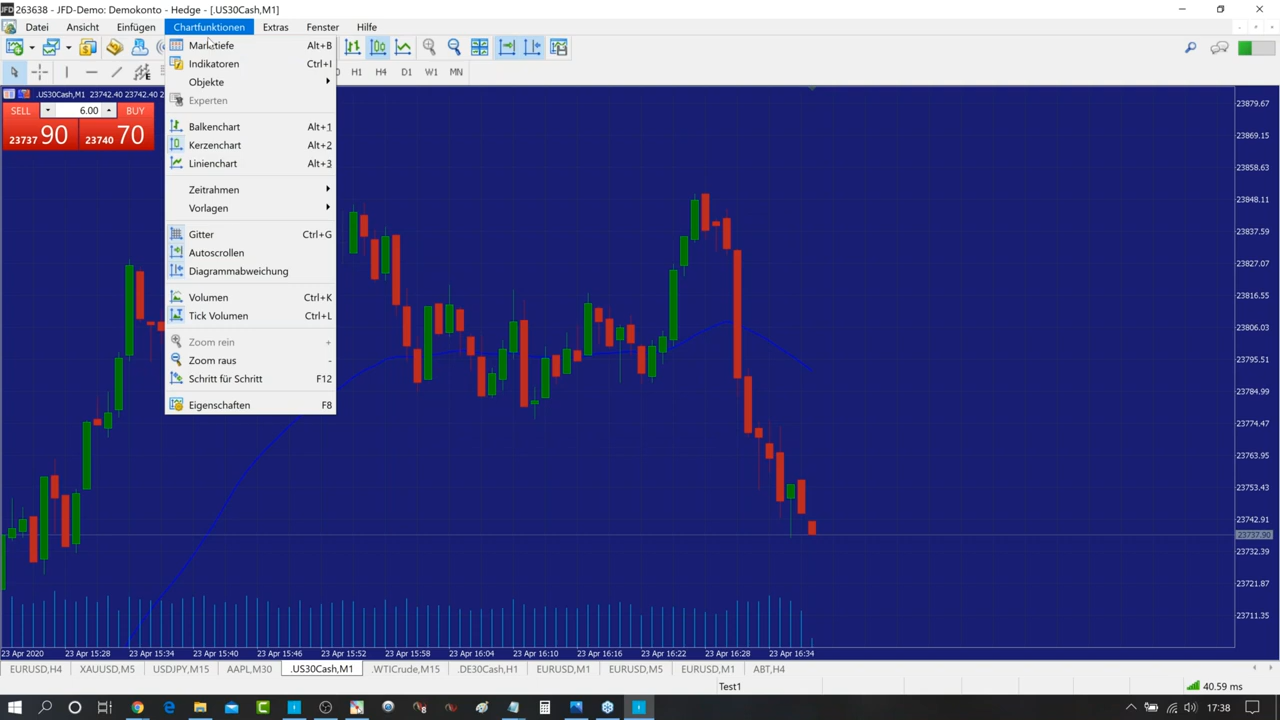 263638 - JFD-Demo: Demokonto - Hedge - [.US30Cash,M1]
Datei Ansicht Einfügen Chartfunktionen Extras Fenster Hilfe
Markttiefe Alt+B
Indikatoren Ctrl+I
Objekte
Experten
Balkenchart Alt+1
Kerzenchart Alt+2
Linienchart Alt+3
Zeitrahmen
Vorlagen
Gitter Ctrl+G
Autoscrollen
Diagrammabweichung
Volumen Ctrl+K
Tick Volumen Ctrl+L
Zoom rein +
Zoom raus -
Schritt für Schritt F12
Eigenschaften F8
H1 H4 D1 W1 MN
.US30Cash,M1 23742.40 23742.40
SELL 6.00 BUY
23737 90 23740 70
23879.67
23869.15
23858.63
23848.11
23837.59
23827.07
23816.55
23806.03
23795.51
23784.99
23774.47
23763.95
23753.43
23742.91
23737.90
23732.39
23721.87
23711.35
23 Apr 2020 23 Apr 15:28 23 Apr 15:34 23 Apr 15:40 23 Apr 15:46 23 Apr 15:52 23 Apr 15:58 23 Apr 16:04 23 Apr 16:10 23 Apr 16:16 23 Apr 16:22 23 Apr 16:28 23 Apr 16:34
EURUSD,H4 XAUUSD,M5 USDJPY,M15 AAPL,M30 .US30Cash,M1 .WTICrude,M15 .DE30Cash,H1 EURUSD,M1 EURUSD,M5 EURUSD,M1 ABT,H4
Test1 40.59 ms
17:38